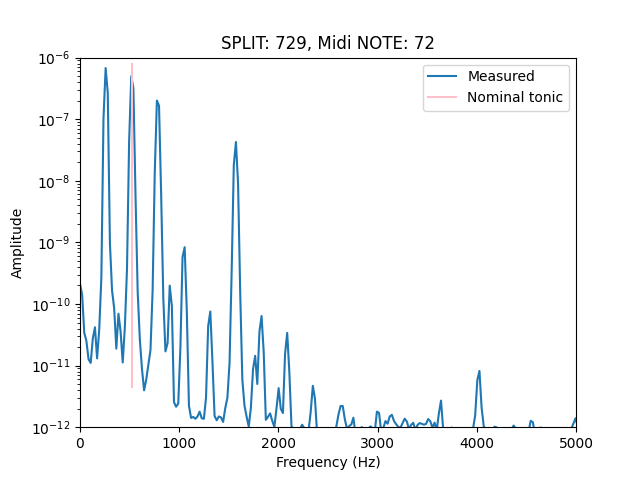 SPLIT: 729, Midi NOTE: 72
Measured
Nominal tonic
Amplitude
10⁻⁶
10⁻⁷
10⁻⁸
10⁻⁹
10⁻¹⁰
10⁻¹¹
10⁻¹²
0 1000 2000 3000 4000 5000
Frequency (Hz)